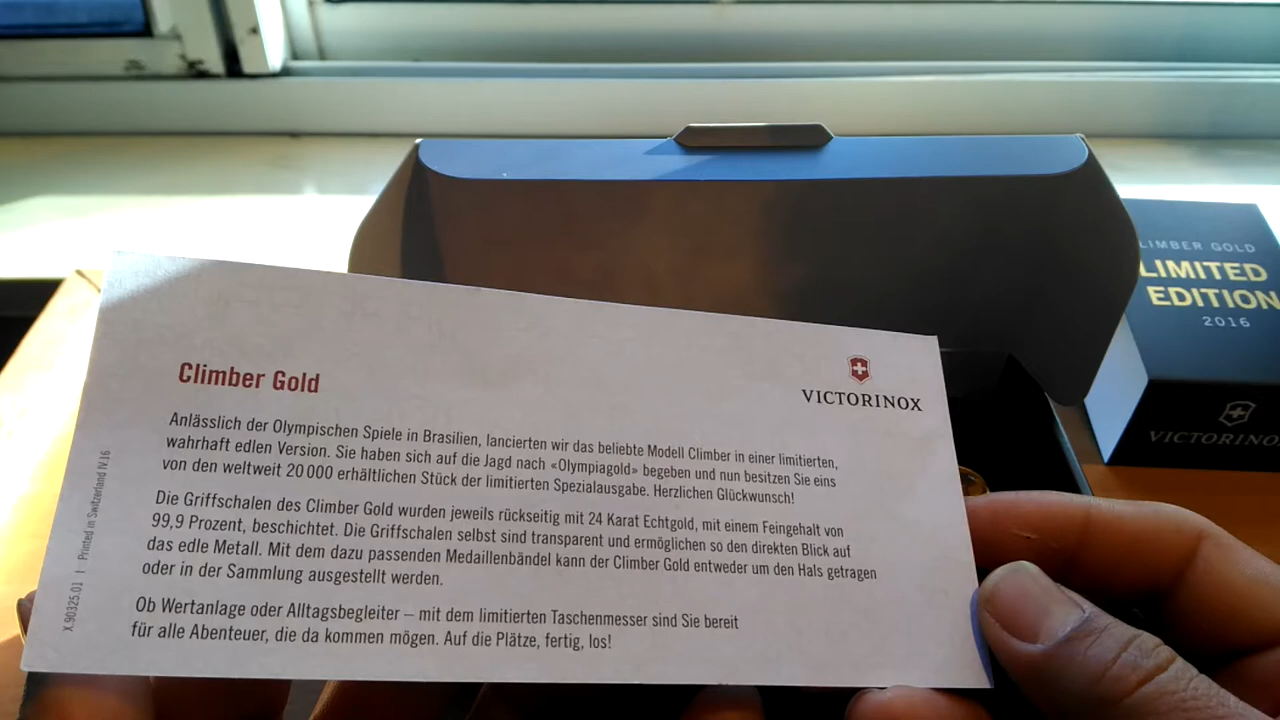 CLIMBER GOLD
LIMITED
EDITION
2016
VICTORINO
Climber Gold
VICTORINOX
Anlässlich der Olympischen Spiele in Brasilien, lancierten wir das beliebte Modell Climber in einer limitierten,
wahrhaft edlen Version. Sie haben sich auf die Jagd nach «Olympiagold» begeben und nun besitzen Sie eins
von den weltweit 20 000 erhältlichen Stück der limitierten Spezialausgabe. Herzlichen Glückwunsch!
Die Griffschalen des Climber Gold wurden jeweils rückseitig mit 24 Karat Echtgold, mit einem Feingehalt von
99,9 Prozent, beschichtet. Die Griffschalen selbst sind transparent und ermöglichen so den direkten Blick auf
das edle Metall. Mit dem dazu passenden Medaillenbändel kann der Climber Gold entweder um den Hals getragen
oder in der Sammlung ausgestellt werden.
Ob Wertanlage oder Alltagsbegleiter – mit dem limitierten Taschenmesser sind Sie bereit
für alle Abenteuer, die da kommen mögen. Auf die Plätze, fertig, los!
X.90325.01 | Printed in Switzerland IV.16